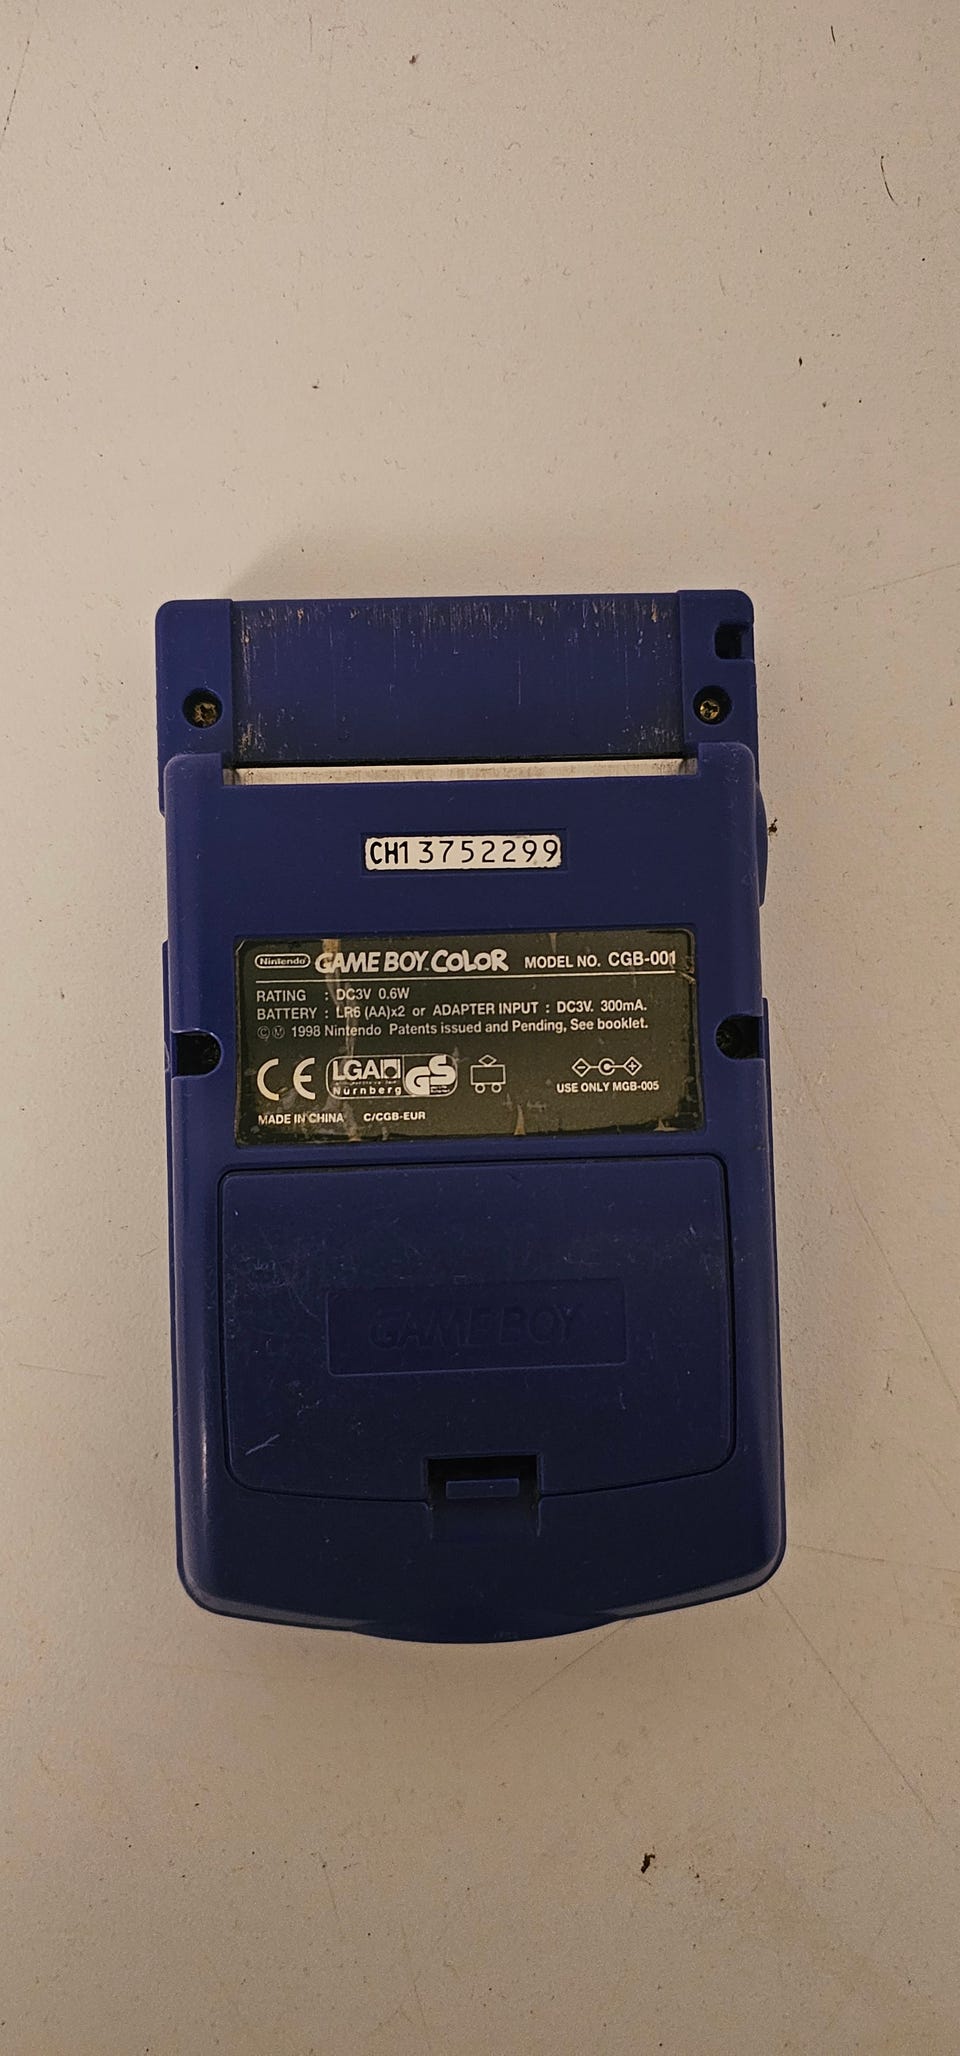 CH13752299
Nintendo GAME BOY COLOR MODEL NO. CGB-001
RATING : DC3V 0.6W
BATTERY : LR6 (AA)x2 or ADAPTER INPUT : DC3V. 300mA.
© Ⓜ 1998 Nintendo Patents issued and Pending, See booklet.
CE LGA GS
Nürnberg
USE ONLY MGB-005
MADE IN CHINA C/CGB-EUR
GAME BOY